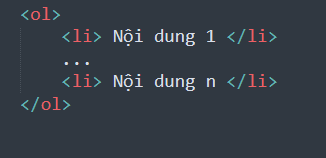 <ol>
<li> Nội dung 1 </li>
...
<li> Nội dung n </li>
</ol>